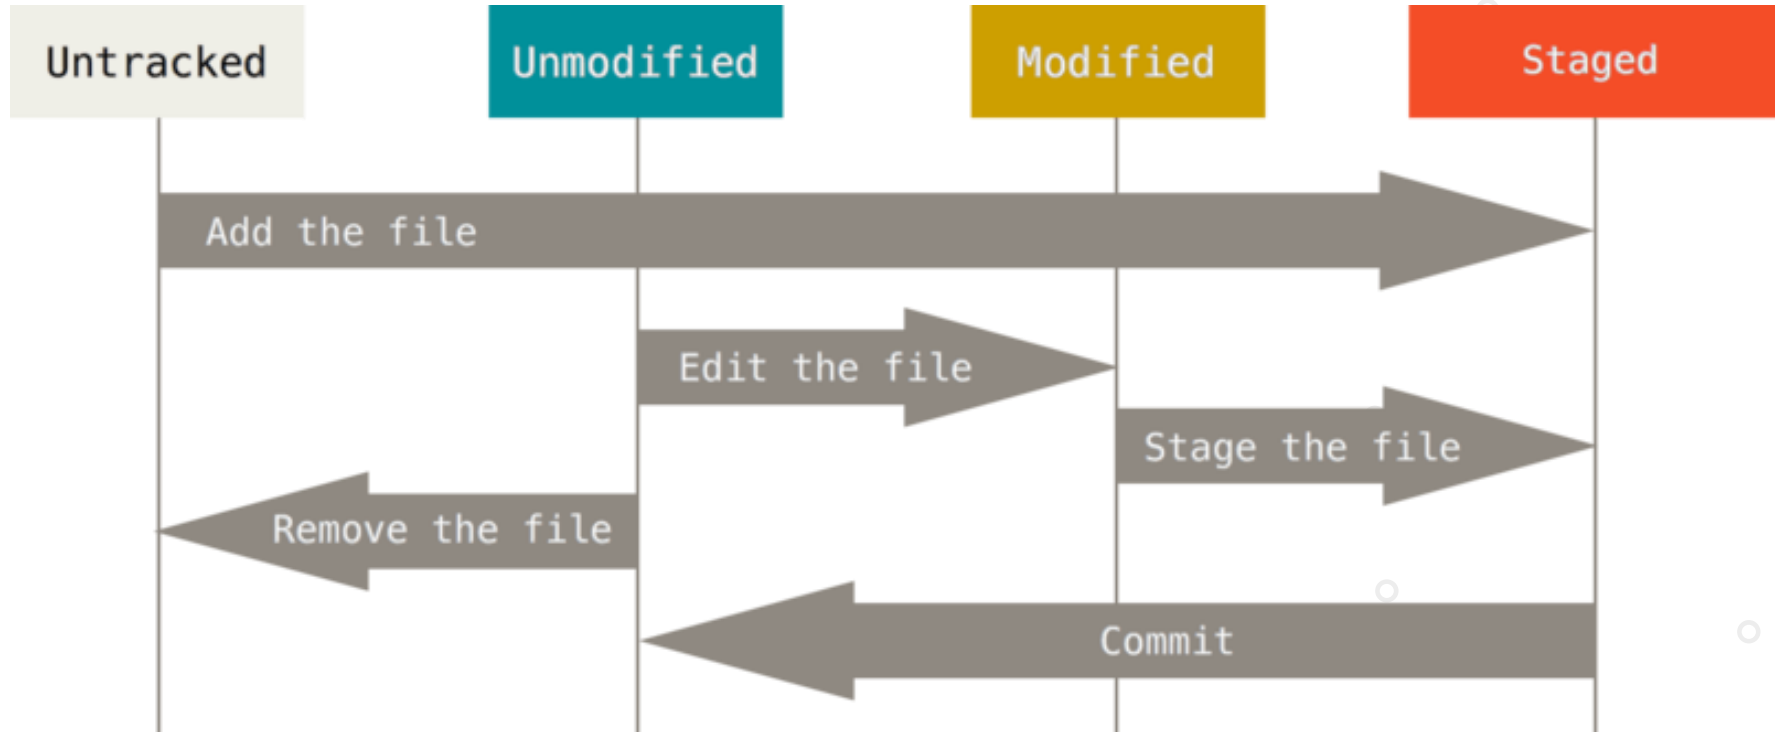 Untracked
Unmodified
Modified
Staged
Add the file
Edit the file
Stage the file
Remove the file
Commit